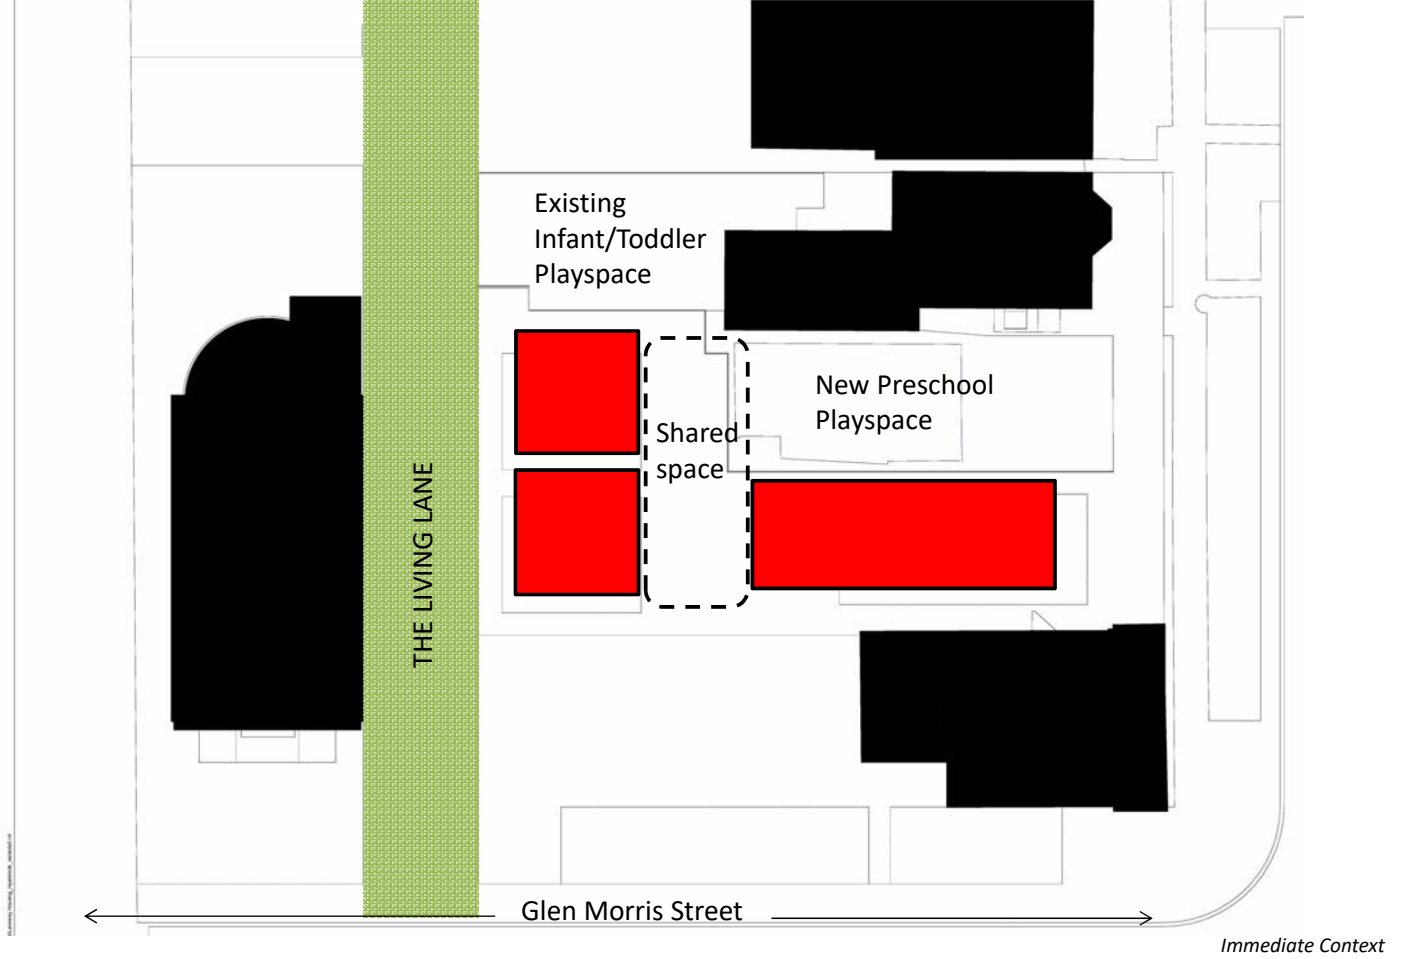 Existing
Infant/Toddler
Playspace
New Preschool
Playspace
Shared
space
THE LIVING LANE
Glen Morris Street
Immediate Context